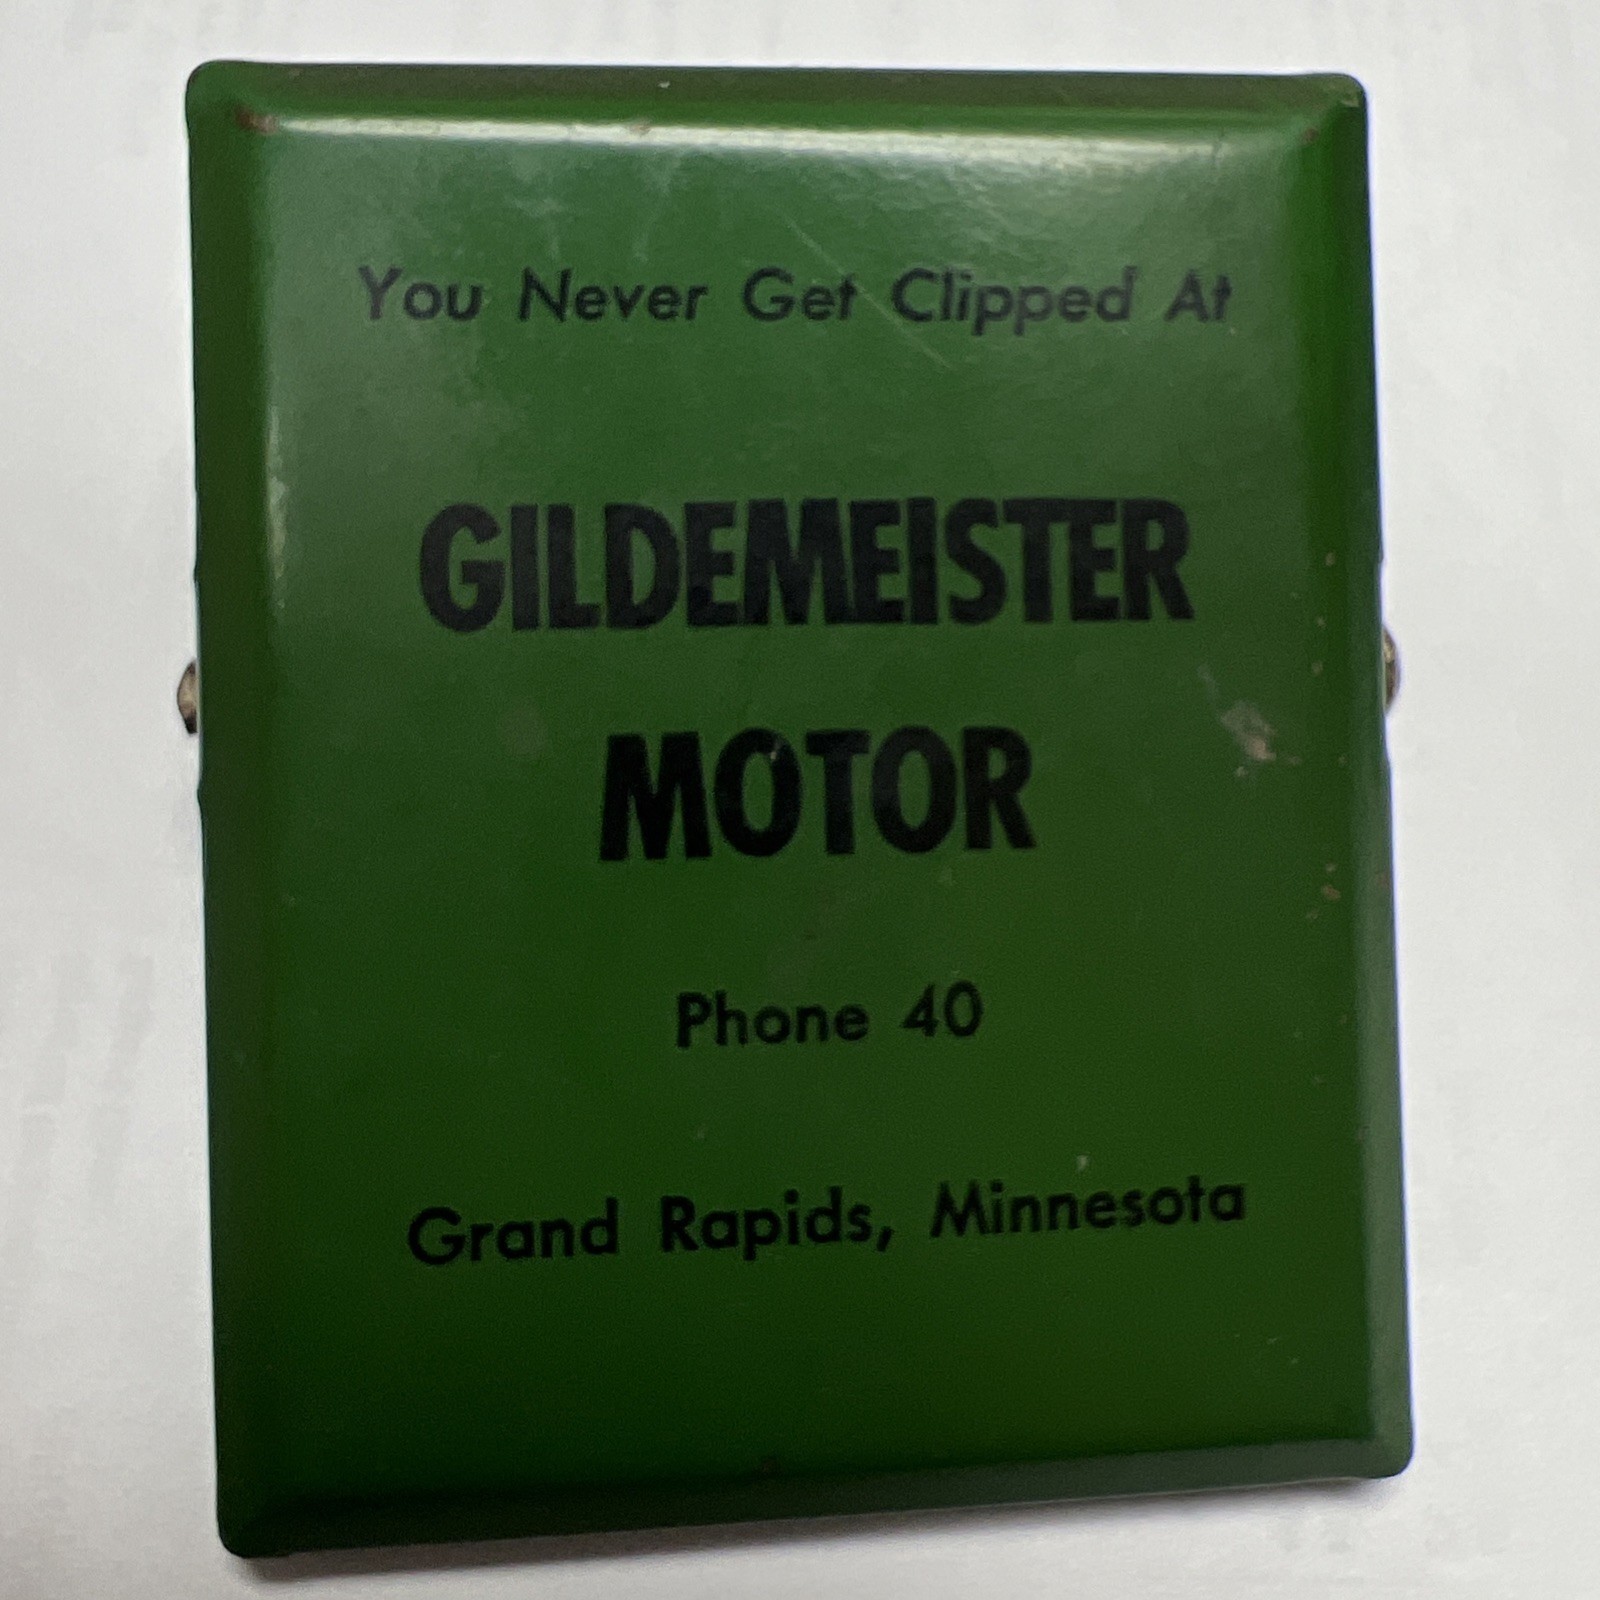 You Never Get Clipped At
GILDEMEISTER
MOTOR
Phone 40
Grand Rapids, Minnesota